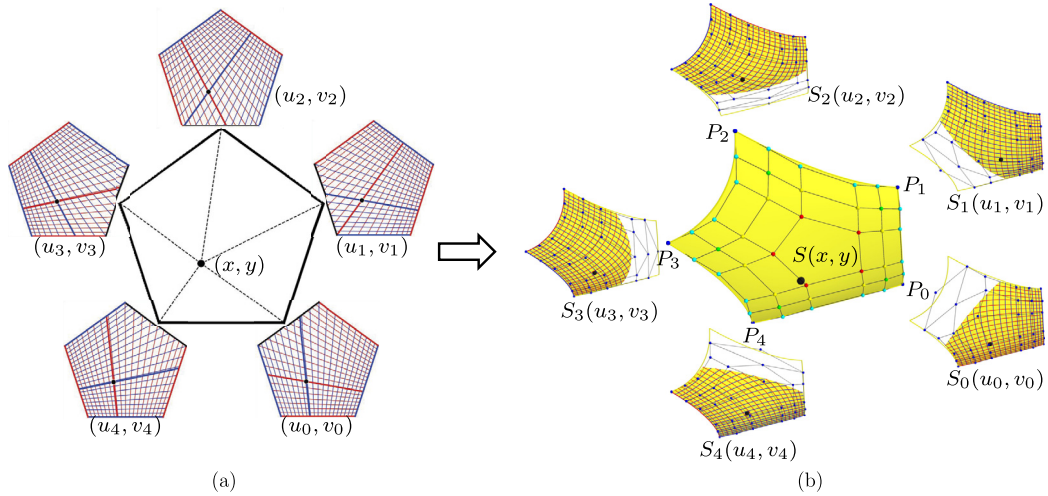 (u₂, v₂)
(u₃, v₃)
(u₁, v₁)
(x, y)
(u₄, v₄)
(u₀, v₀)
(a)
S₂(u₂, v₂)
P₂
P₁
S₁(u₁, v₁)
P₃
S(x, y)
S₃(u₃, v₃)
P₀
P₄
S₀(u₀, v₀)
S₄(u₄, v₄)
(b)